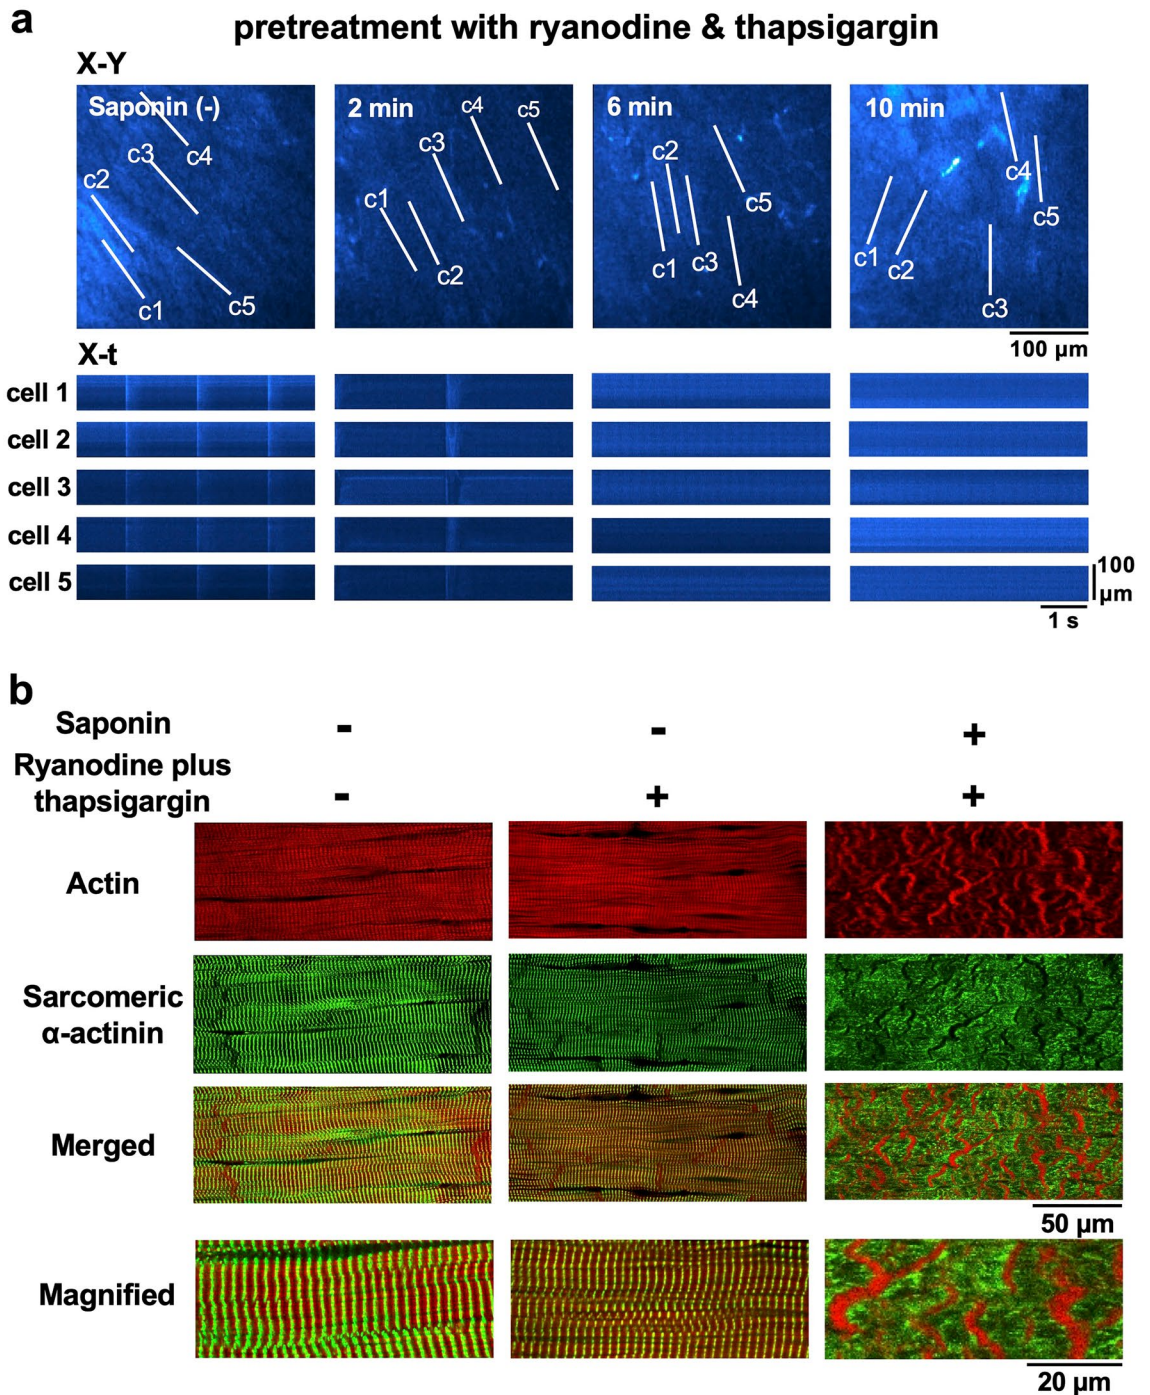 a
pretreatment with ryanodine & thapsigargin
X-Y
Saponin (-)
c1
c2
c3
c4
c5
2 min
c1
c2
c3
c4
c5
6 min
c1
c2
c3
c4
c5
10 min
c1
c2
c3
c4
c5
100 µm
X-t
cell 1
cell 2
cell 3
cell 4
cell 5
100
µm
1 s
b
Saponin - - +
Ryanodine plus
thapsigargin - + +
Actin
Sarcomeric
α-actinin
Merged
50 µm
Magnified
20 µm